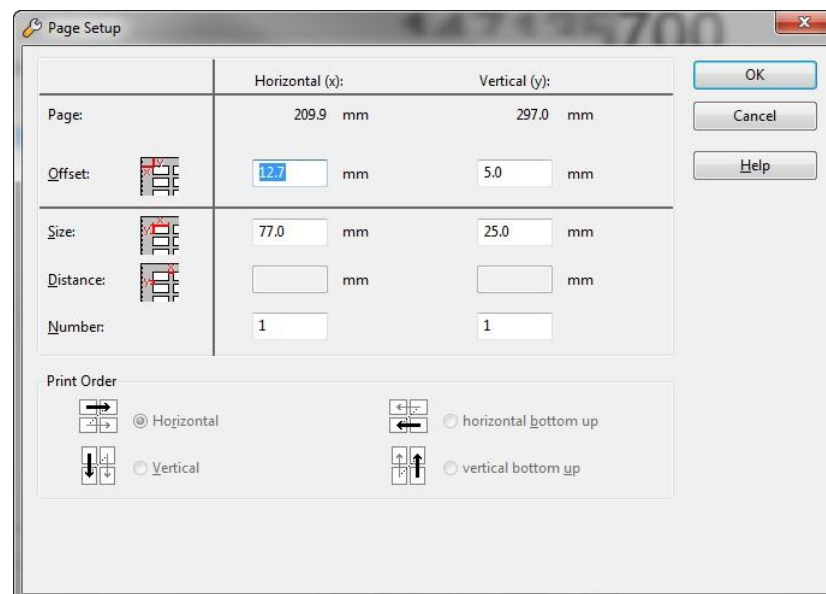 Page Setup
147135700
Horizontal (x): Vertical (y):
OK
Page: 209.9 mm 297.0 mm
Cancel
Offset: 12.7 mm 5.0 mm
Help
Size: 77.0 mm 25.0 mm
Distance: mm mm
Number: 1 1
Print Order
Horizontal horizontal bottom up
Vertical vertical bottom up